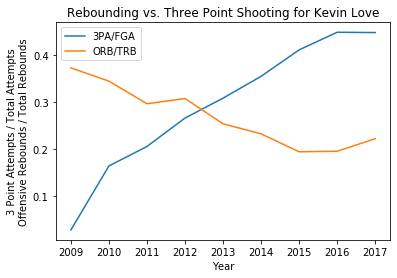 Rebounding vs. Three Point Shooting for Kevin Love
3PA/FGA
ORB/TRB
3 Point Attempts / Total Attempts
Offensive Rebounds / Total Rebounds
0.4
0.3
0.2
0.1
2009 2010 2011 2012 2013 2014 2015 2016 2017
Year